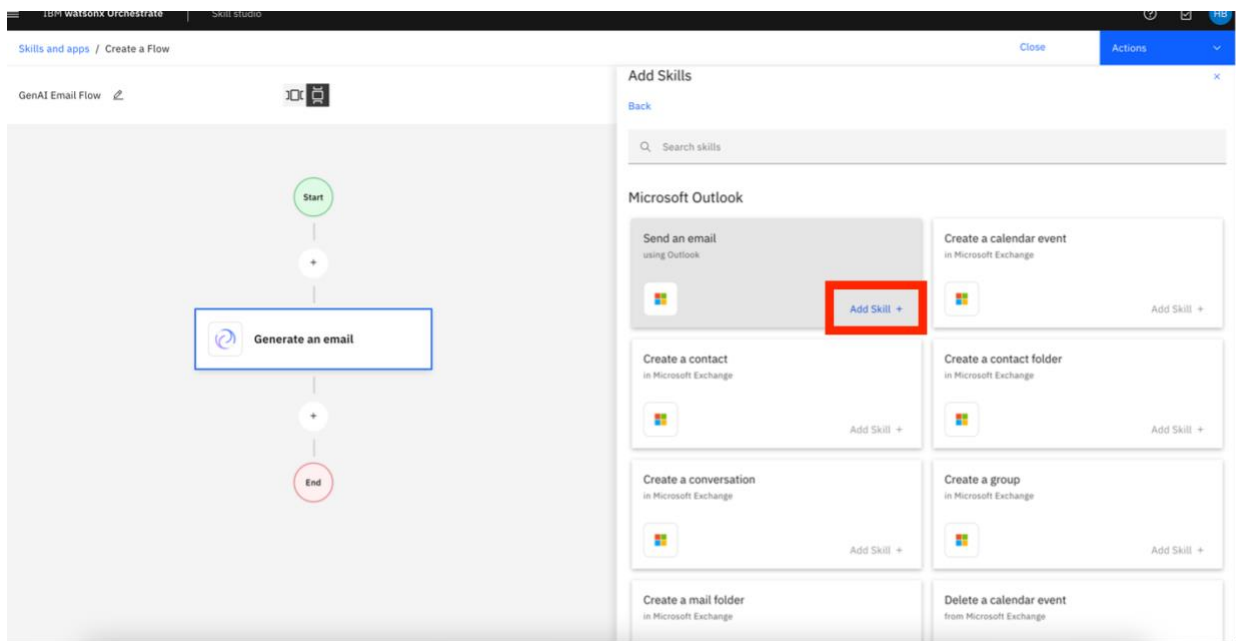 IBM watsonx Orchestrate | Skill studio
HB
Skills and apps / Create a Flow
Close
Actions
GenAI Email Flow
Add Skills
Back
Search skills
Microsoft Outlook
Start
+
Generate an email
+
End
Send an email
using Outlook
Add Skill +
Create a calendar event
in Microsoft Exchange
Add Skill +
Create a contact
in Microsoft Exchange
Add Skill +
Create a contact folder
in Microsoft Exchange
Add Skill +
Create a conversation
in Microsoft Exchange
Add Skill +
Create a group
in Microsoft Exchange
Add Skill +
Create a mail folder
in Microsoft Exchange
Delete a calendar event
from Microsoft Exchange